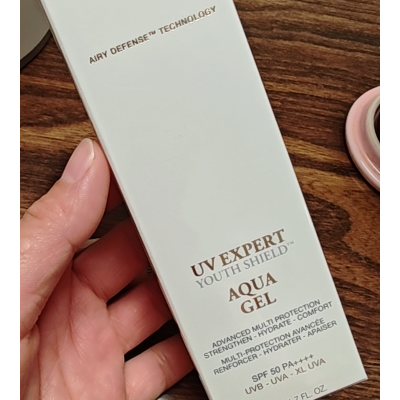 AIRY DEFENSE™ TECHNOLOGY
UV EXPERT
YOUTH SHIELD™
AQUA
GEL
ADVANCED MULTI PROTECTION
STRENGTHEN - HYDRATE - COMFORT
MULTI-PROTECTION AVANCÉE
RENFORCER - HYDRATER - APAISER
SPF 50 PA++++
UVB - UVA - XL UVA
FL. OZ.